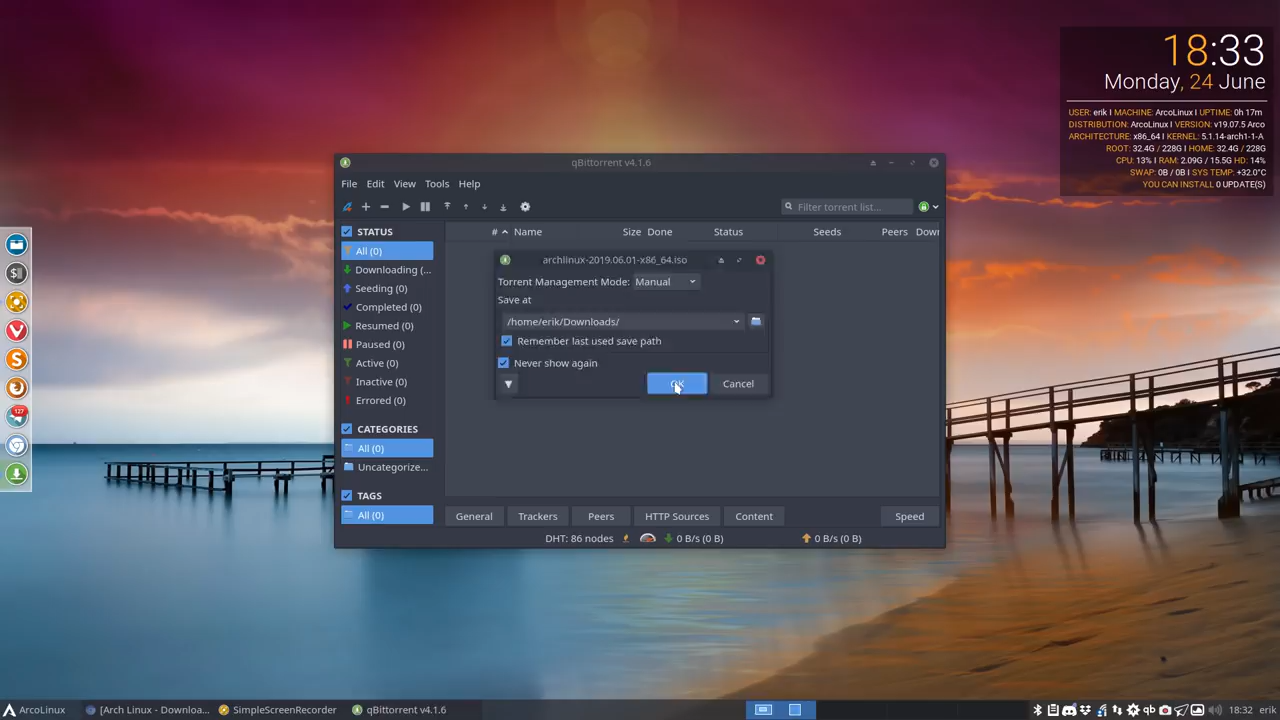 18:33
Monday, 24 June
USER: erik I MACHINE: ArcoLinux I UPTIME: 0h 17m
DISTRIBUTION: ArcoLinux I VERSION: v19.07.5 Arco
ARCHITECTURE: x86_64 I KERNEL: 5.1.14-arch1-1-A
ROOT: 32.4G / 228G I HOME: 32.4G / 228G
CPU: 13% I RAM: 2.09G / 15.5G HD: 14%
SWAP: 0B / 0B I SYS TEMP: +32.0°C
YOU CAN INSTALL 0 UPDATE(S)
qBittorrent v4.1.6
File Edit View Tools Help
Filter torrent list...
STATUS
# Name Size Done Status Seeds Peers Down
All (0)
Downloading (...
Seeding (0)
Completed (0)
Resumed (0)
Paused (0)
Active (0)
Inactive (0)
Errored (0)
CATEGORIES
All (0)
Uncategorize...
TAGS
All (0)
archlinux-2019.06.01-x86_64.iso
Torrent Management Mode: Manual
Save at
/home/erik/Downloads/
Remember last used save path
Never show again
OK Cancel
General Trackers Peers HTTP Sources Content Speed
DHT: 86 nodes 0 B/s (0 B) 0 B/s (0 B)
127
ArcoLinux [Arch Linux - Downloa... SimpleScreenRecorder qBittorrent v4.1.6 qb 18:32 erik